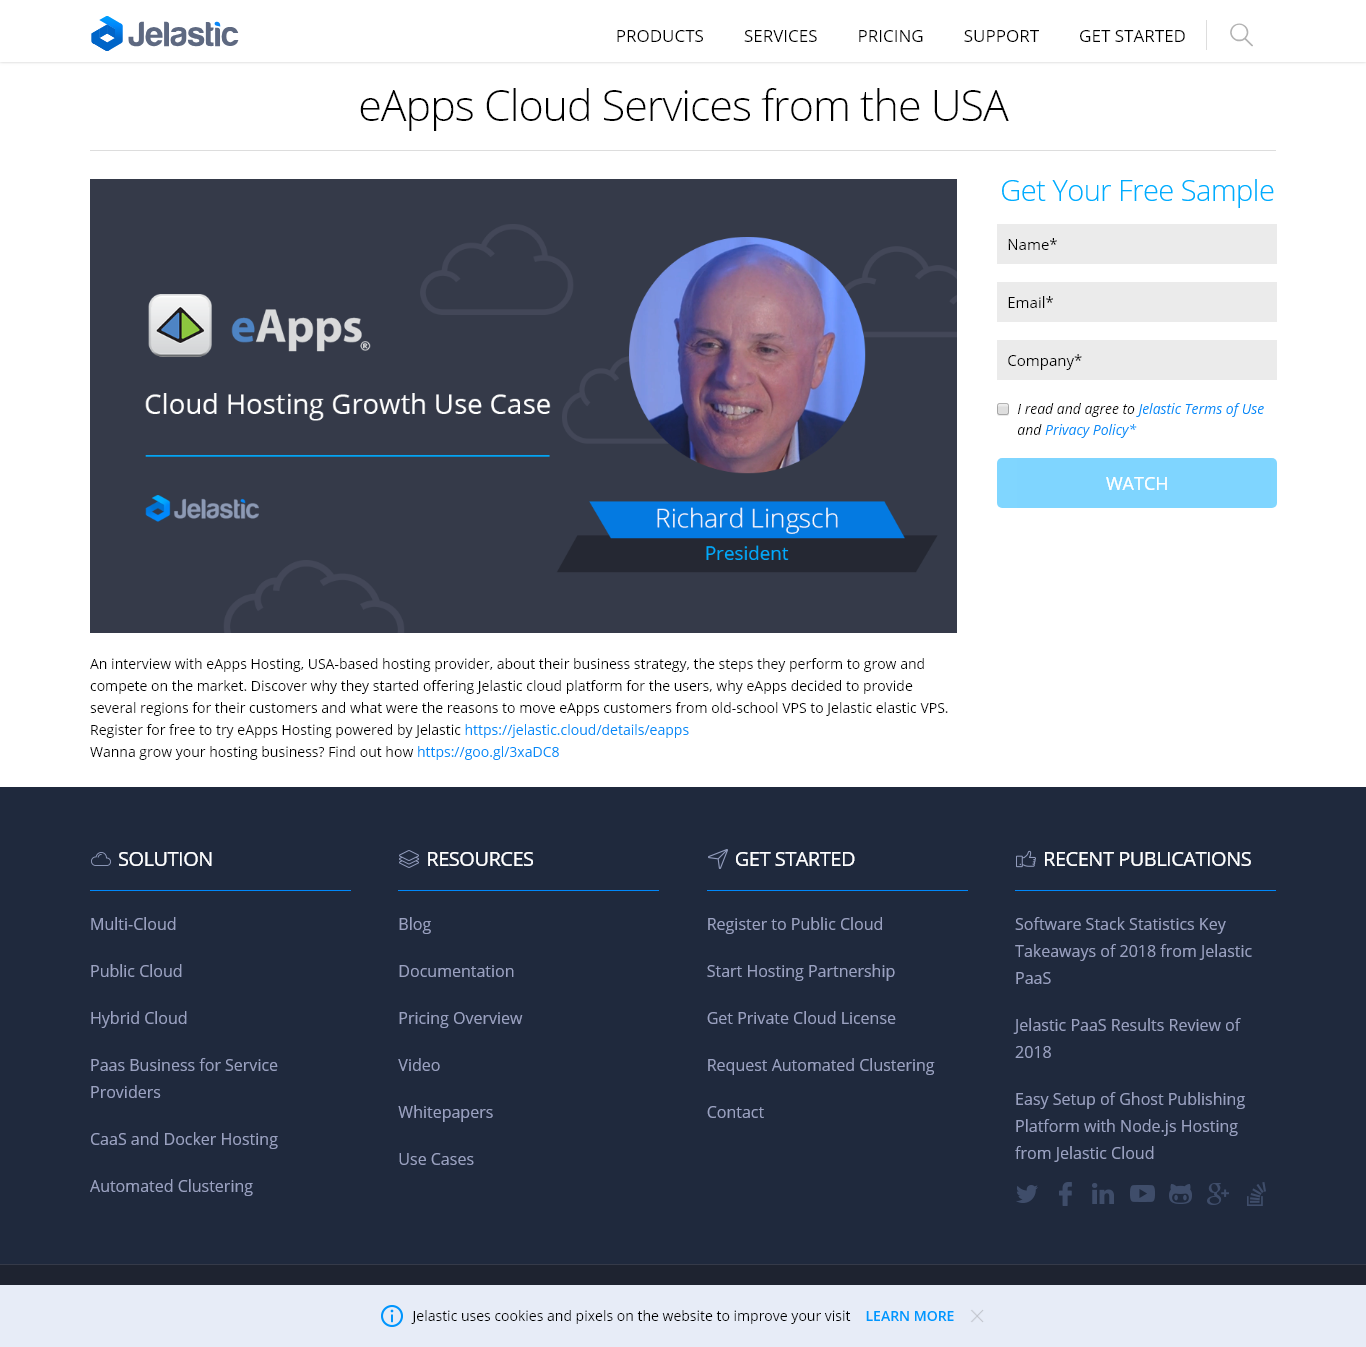 Jelastic
PRODUCTS SERVICES PRICING SUPPORT GET STARTED
eApps Cloud Services from the USA
eApps®
Cloud Hosting Growth Use Case
Jelastic
Richard Lingsch
President
Get Your Free Sample
Name*
Email*
Company*
I read and agree to Jelastic Terms of Use
and Privacy Policy*
WATCH
An interview with eApps Hosting, USA-based hosting provider, about their business strategy, the steps they perform to grow and
compete on the market. Discover why they started offering Jelastic cloud platform for the users, why eApps decided to provide
several regions for their customers and what were the reasons to move eApps customers from old-school VPS to Jelastic elastic VPS.
Register for free to try eApps Hosting powered by Jelastic https://jelastic.cloud/details/eapps
Wanna grow your hosting business? Find out how https://goo.gl/3xaDC8
SOLUTION
Multi-Cloud
Public Cloud
Hybrid Cloud
Paas Business for Service
Providers
CaaS and Docker Hosting
Automated Clustering
RESOURCES
Blog
Documentation
Pricing Overview
Video
Whitepapers
Use Cases
GET STARTED
Register to Public Cloud
Start Hosting Partnership
Get Private Cloud License
Request Automated Clustering
Contact
RECENT PUBLICATIONS
Software Stack Statistics Key
Takeaways of 2018 from Jelastic
PaaS
Jelastic PaaS Results Review of
2018
Easy Setup of Ghost Publishing
Platform with Node.js Hosting
from Jelastic Cloud
Jelastic uses cookies and pixels on the website to improve your visit LEARN MORE